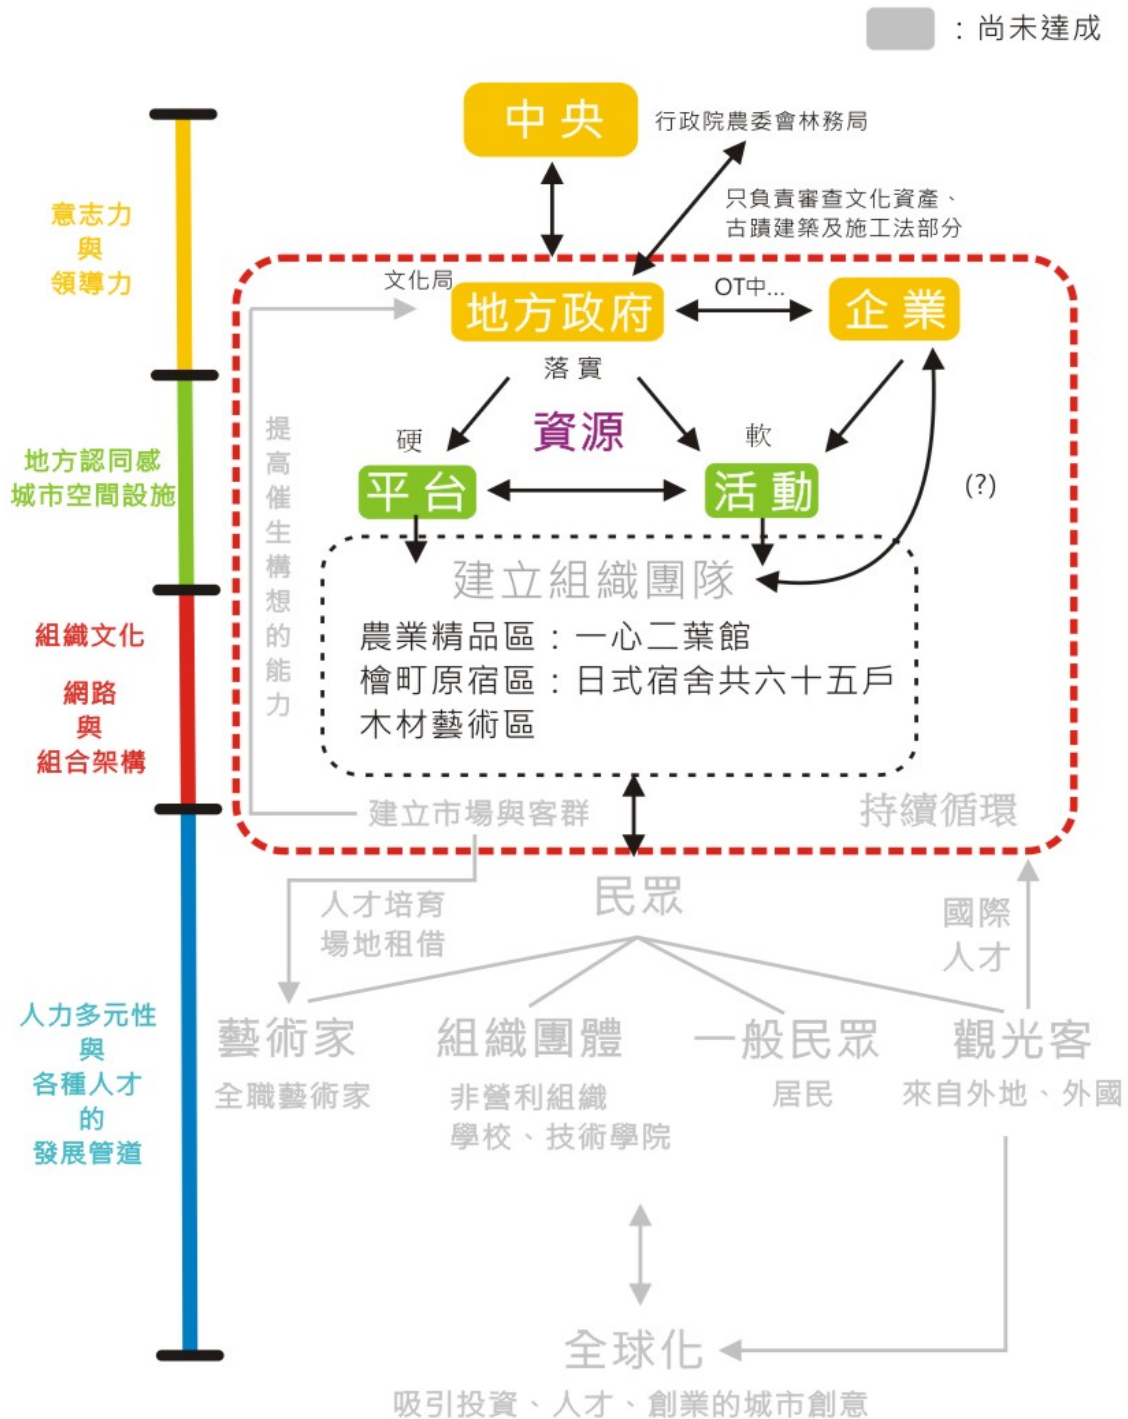 ：尚未達成
中央
行政院農委會林務局
只負責審查文化資產、
古蹟建築及施工法部分
意志力
與
領導力
文化局
地方政府
OT中...
企業
落實
資源
硬
軟
平台
活動
(?)
地方認同感
城市空間設施
提高催生構想的能力
建立組織團隊
農業精品區：一心二葉館
檜町原宿區：日式宿舍共六十五戶
木材藝術區
組織文化
網路
與
組合架構
建立市場與客群
持續循環
人才培育
場地租借
民眾
國際
人才
藝術家
全職藝術家
組織團體
非營利組織
學校、技術學院
一般民眾
居民
觀光客
來自外地、外國
人力多元性
與
各種人才
的
發展管道
全球化
吸引投資、人才、創業的城市創意